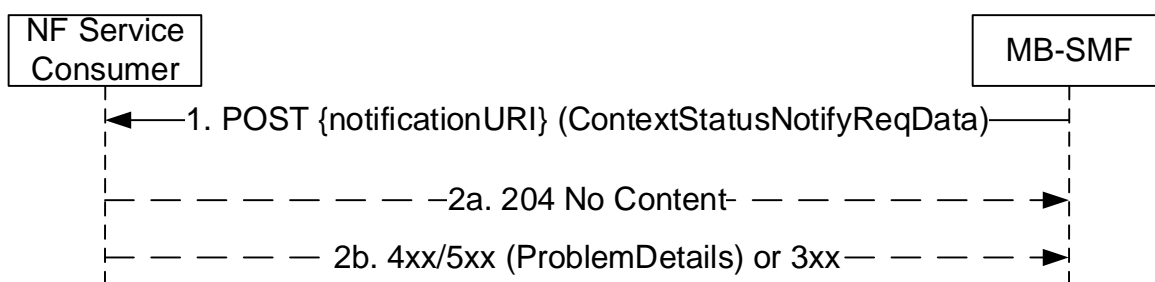 NF Service
Consumer
MB-SMF
1. POST {notificationURI} (ContextStatusNotifyReqData)
2a. 204 No Content
2b. 4xx/5xx (ProblemDetails) or 3xx